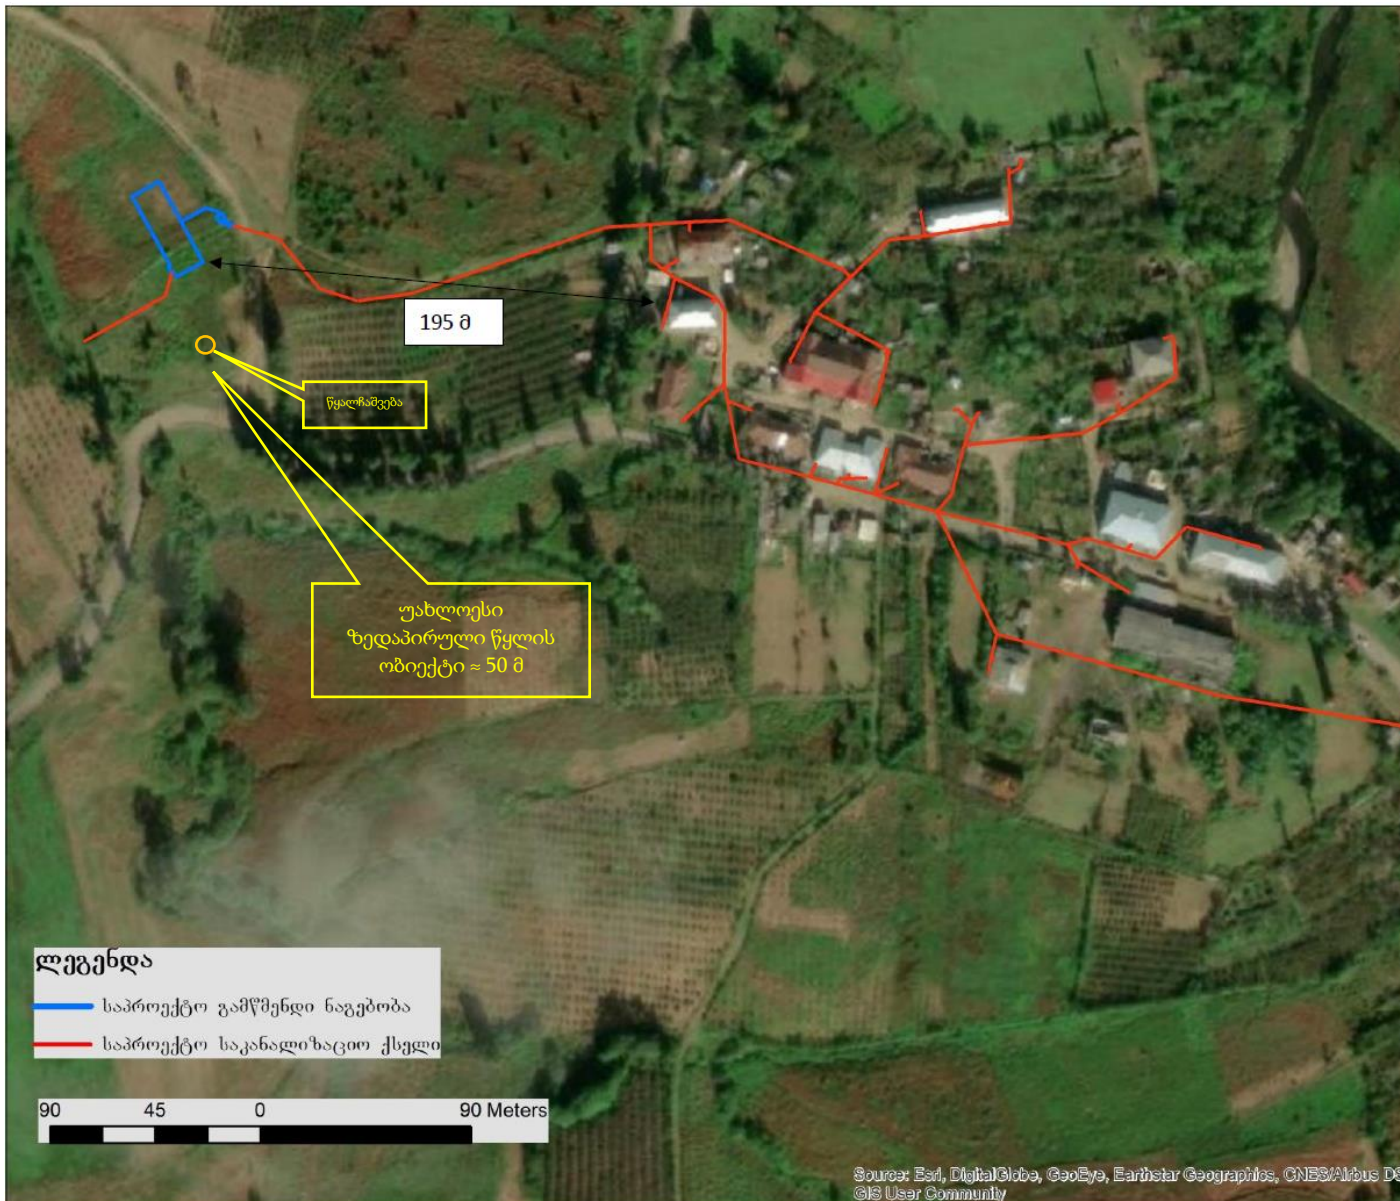 195 მ
წყალჩაშვება
უახლოესი
ზედაპირული წყლის
ობიექტი ≈ 50 მ
ლეგენდა
საპროექტო გამწმენდი ნაგებობა
საპროექტო საკანალიზაციო ქსელი
90 45 0 90 Meters
Source: Esri, DigitalGlobe, GeoEye, Earthstar Geographics, CNES/Airbus DS
GIS User Community